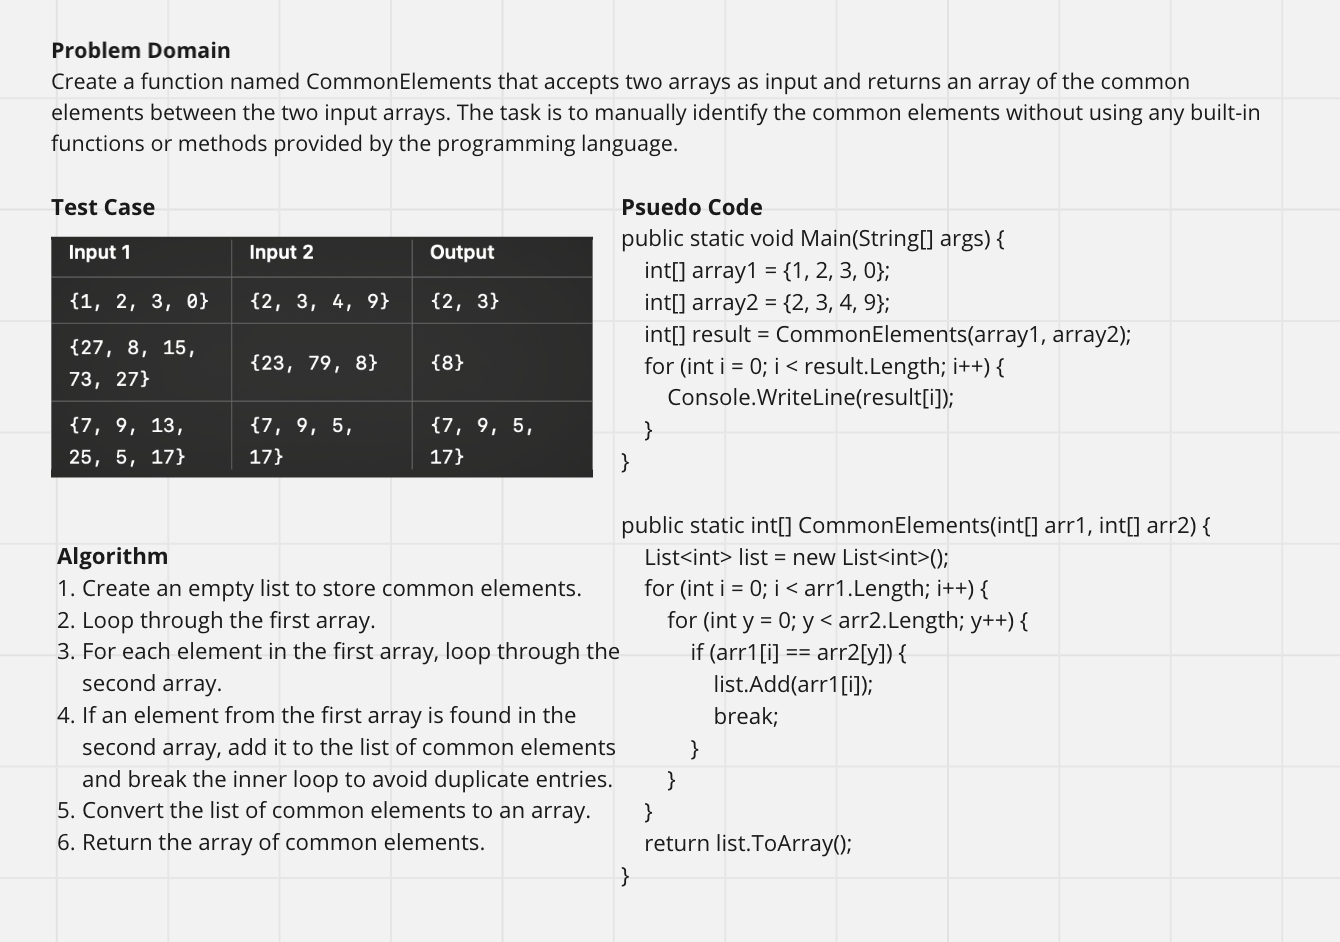 Problem Domain
Create a function named CommonElements that accepts two arrays as input and returns an array of the common
elements between the two input arrays. The task is to manually identify the common elements without using any built-in
functions or methods provided by the programming language.
Test Case
Input 1 Input 2 Output
{1, 2, 3, 0} {2, 3, 4, 9} {2, 3}
{27, 8, 15,
73, 27} {23, 79, 8} {8}
{7, 9, 13, {7, 9, 5, {7, 9, 5,
25, 5, 17} 17} 17}
Algorithm
1. Create an empty list to store common elements.
2. Loop through the first array.
3. For each element in the first array, loop through the
second array.
4. If an element from the first array is found in the
second array, add it to the list of common elements
and break the inner loop to avoid duplicate entries.
5. Convert the list of common elements to an array.
6. Return the array of common elements.
Psuedo Code
public static void Main(String[] args) {
int[] array1 = {1, 2, 3, 0};
int[] array2 = {2, 3, 4, 9};
int[] result = CommonElements(array1, array2);
for (int i = 0; i < result.Length; i++) {
Console.WriteLine(result[i]);
}
}
public static int[] CommonElements(int[] arr1, int[] arr2) {
List<int> list = new List<int>();
for (int i = 0; i < arr1.Length; i++) {
for (int y = 0; y < arr2.Length; y++) {
if (arr1[i] == arr2[y]) {
list.Add(arr1[i]);
break;
}
}
}
return list.ToArray();
}